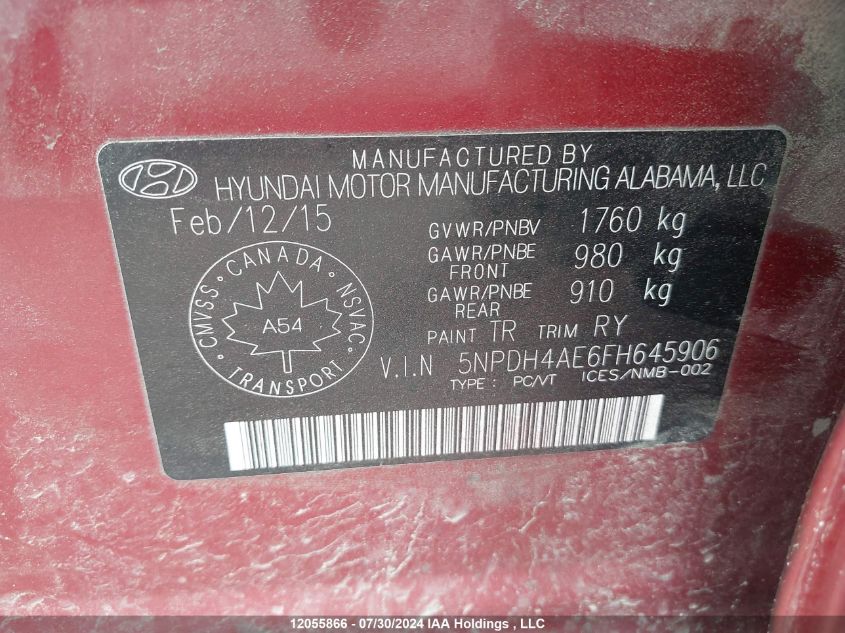 MANUFACTURED BY
HYUNDAI MOTOR MANUFACTURING ALABAMA, LLC
Feb/12/15
GVWR/PNBV 1760 kg
GAWR/PNBE FRONT 980 kg
GAWR/PNBE REAR 910 kg
PAINT TR TRIM RY
V.I.N 5NPDH4AE6FH645906
TYPE : PC/VT ICES/NMB-002
CMVSS • CANADA • NSVAC
A54
TRANSPORT
12055866 - 07/30/2024 IAA Holdings , LLC